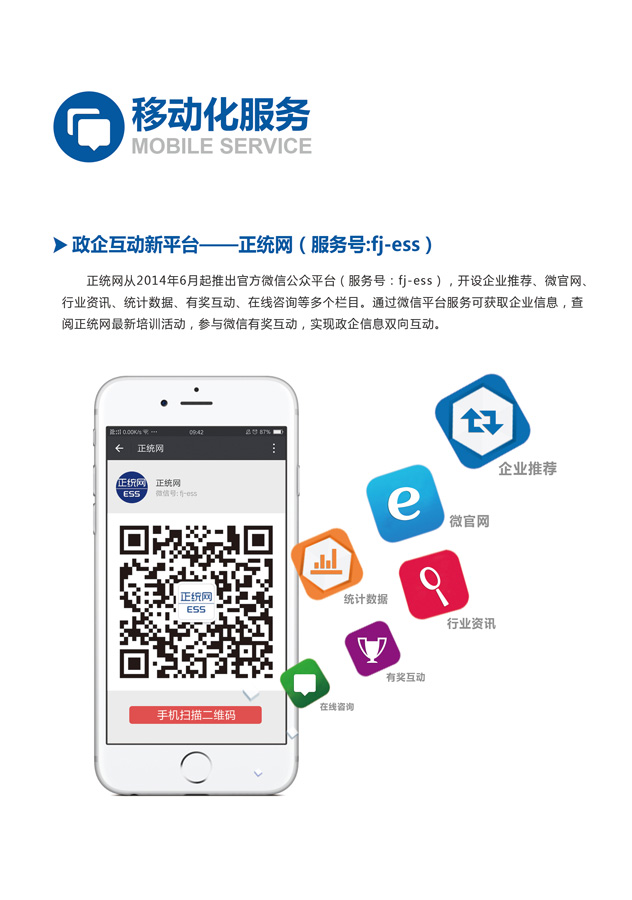 移动化服务
MOBILE SERVICE
政企互动新平台——正统网（服务号:fj-ess）
正统网从2014年6月起推出官方微信公众平台（服务号：fj-ess），开设企业推荐、微官网、
行业资讯、统计数据、有奖互动、在线咨询等多个栏目。通过微信平台服务可获取企业信息，查
阅正统网最新培训活动，参与微信有奖互动，实现政企信息双向互动。
0.00K/s
09:42
87%
正统网
正统网
ESS
正统网
微信号: fj-ess
正统网
ESS
手机扫描二维码
企业推荐
e
微官网
统计数据
行业资讯
有奖互动
在线咨询